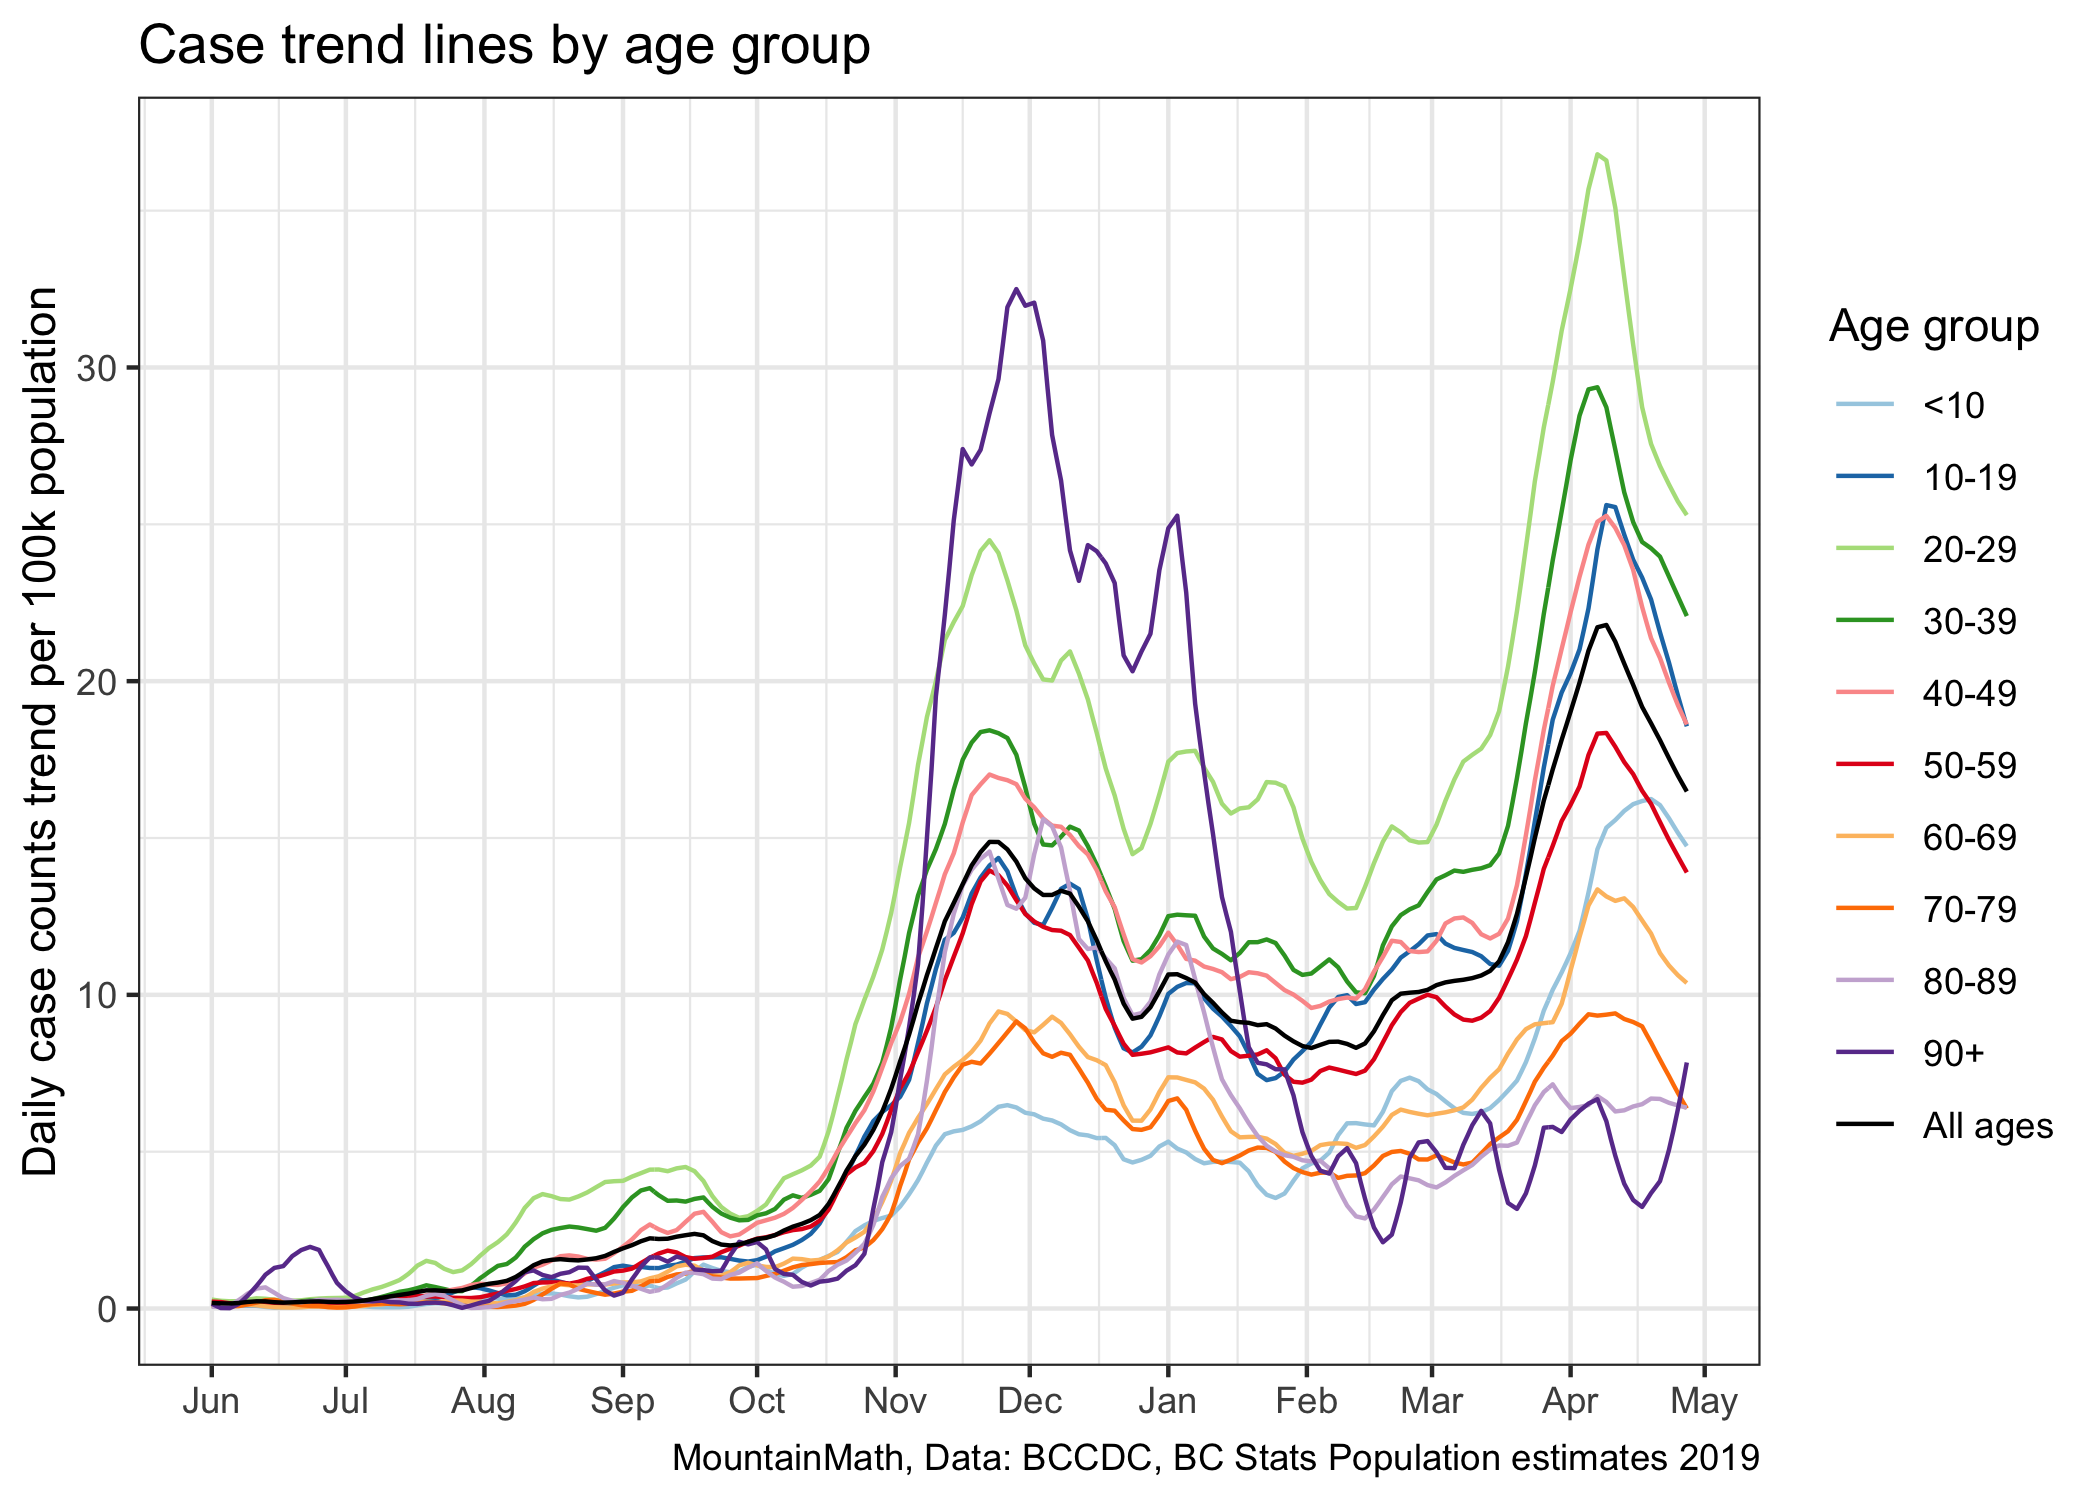 Case trend lines by age group
Daily case counts trend per 100k population
30
20
10
0
Jun Jul Aug Sep Oct Nov Dec Jan Feb Mar Apr May
Age group
<10
10-19
20-29
30-39
40-49
50-59
60-69
70-79
80-89
90+
All ages
MountainMath, Data: BCCDC, BC Stats Population estimates 2019